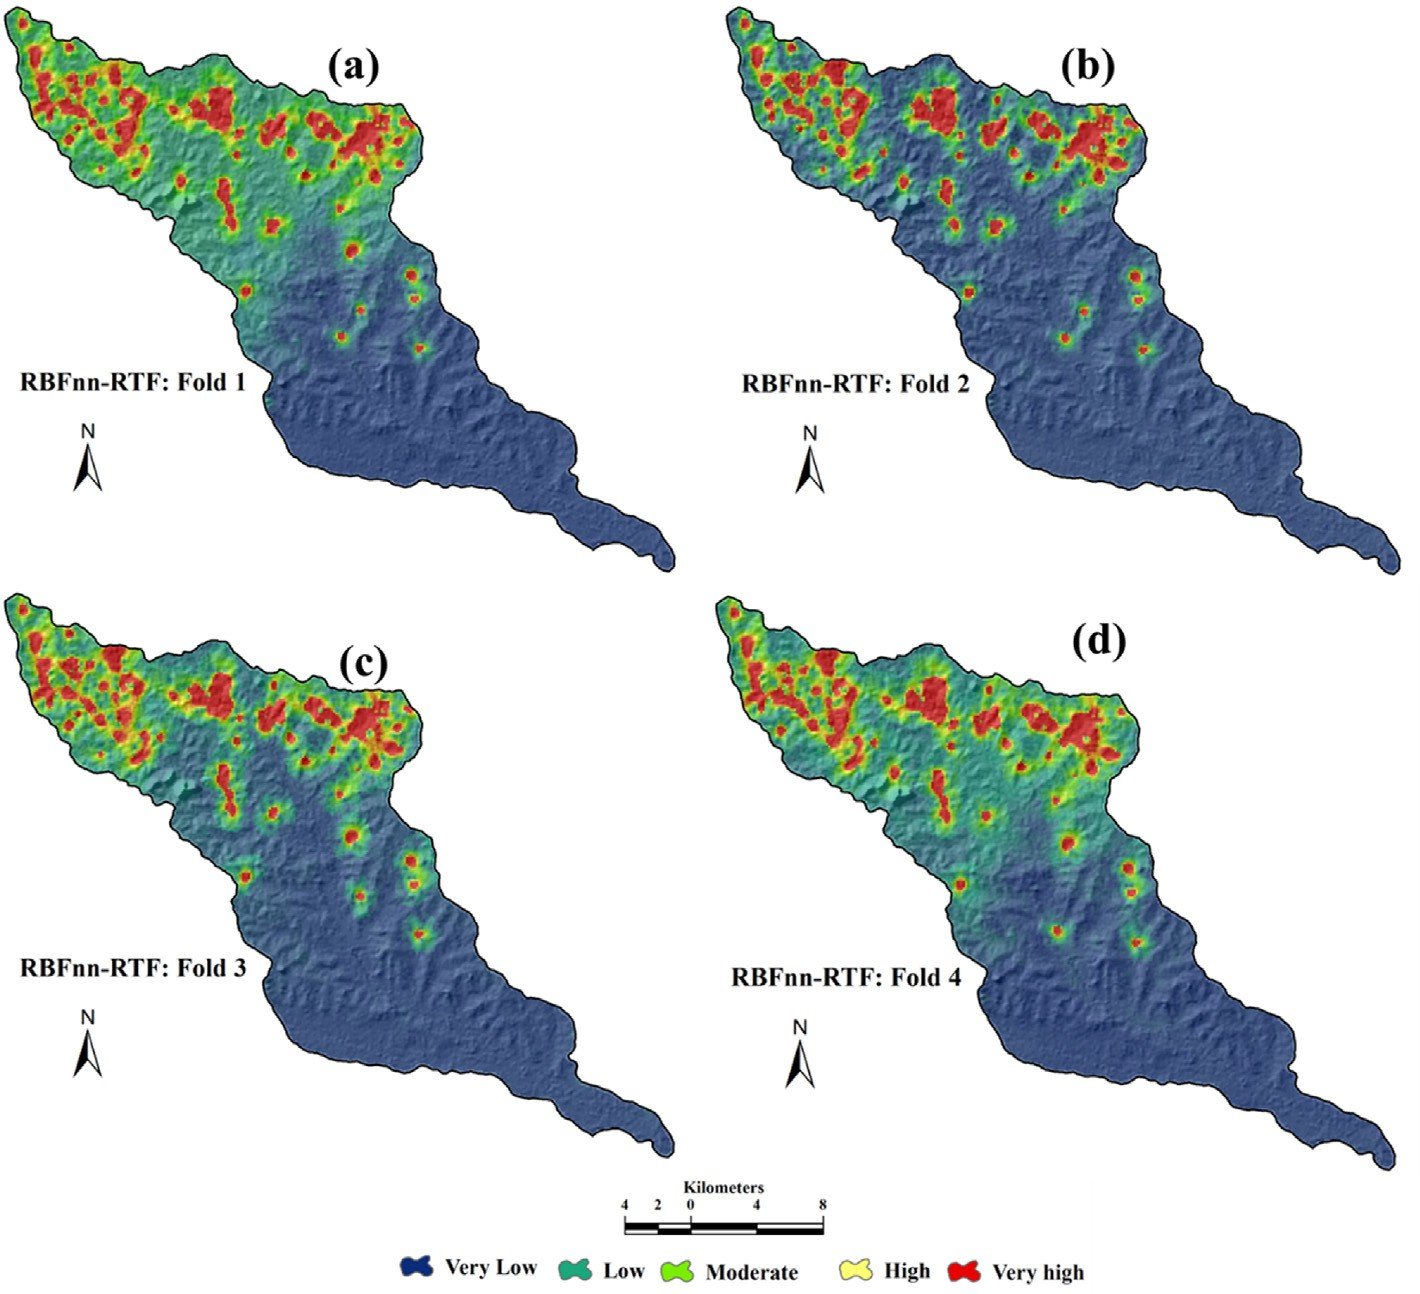 (a)
(b)
RBFnn-RTF: Fold 1
RBFnn-RTF: Fold 2
N
N
(c)
(d)
RBFnn-RTF: Fold 3
RBFnn-RTF: Fold 4
N
N
Kilometers
4 2 0 4 8
Very Low Low Moderate High Very high